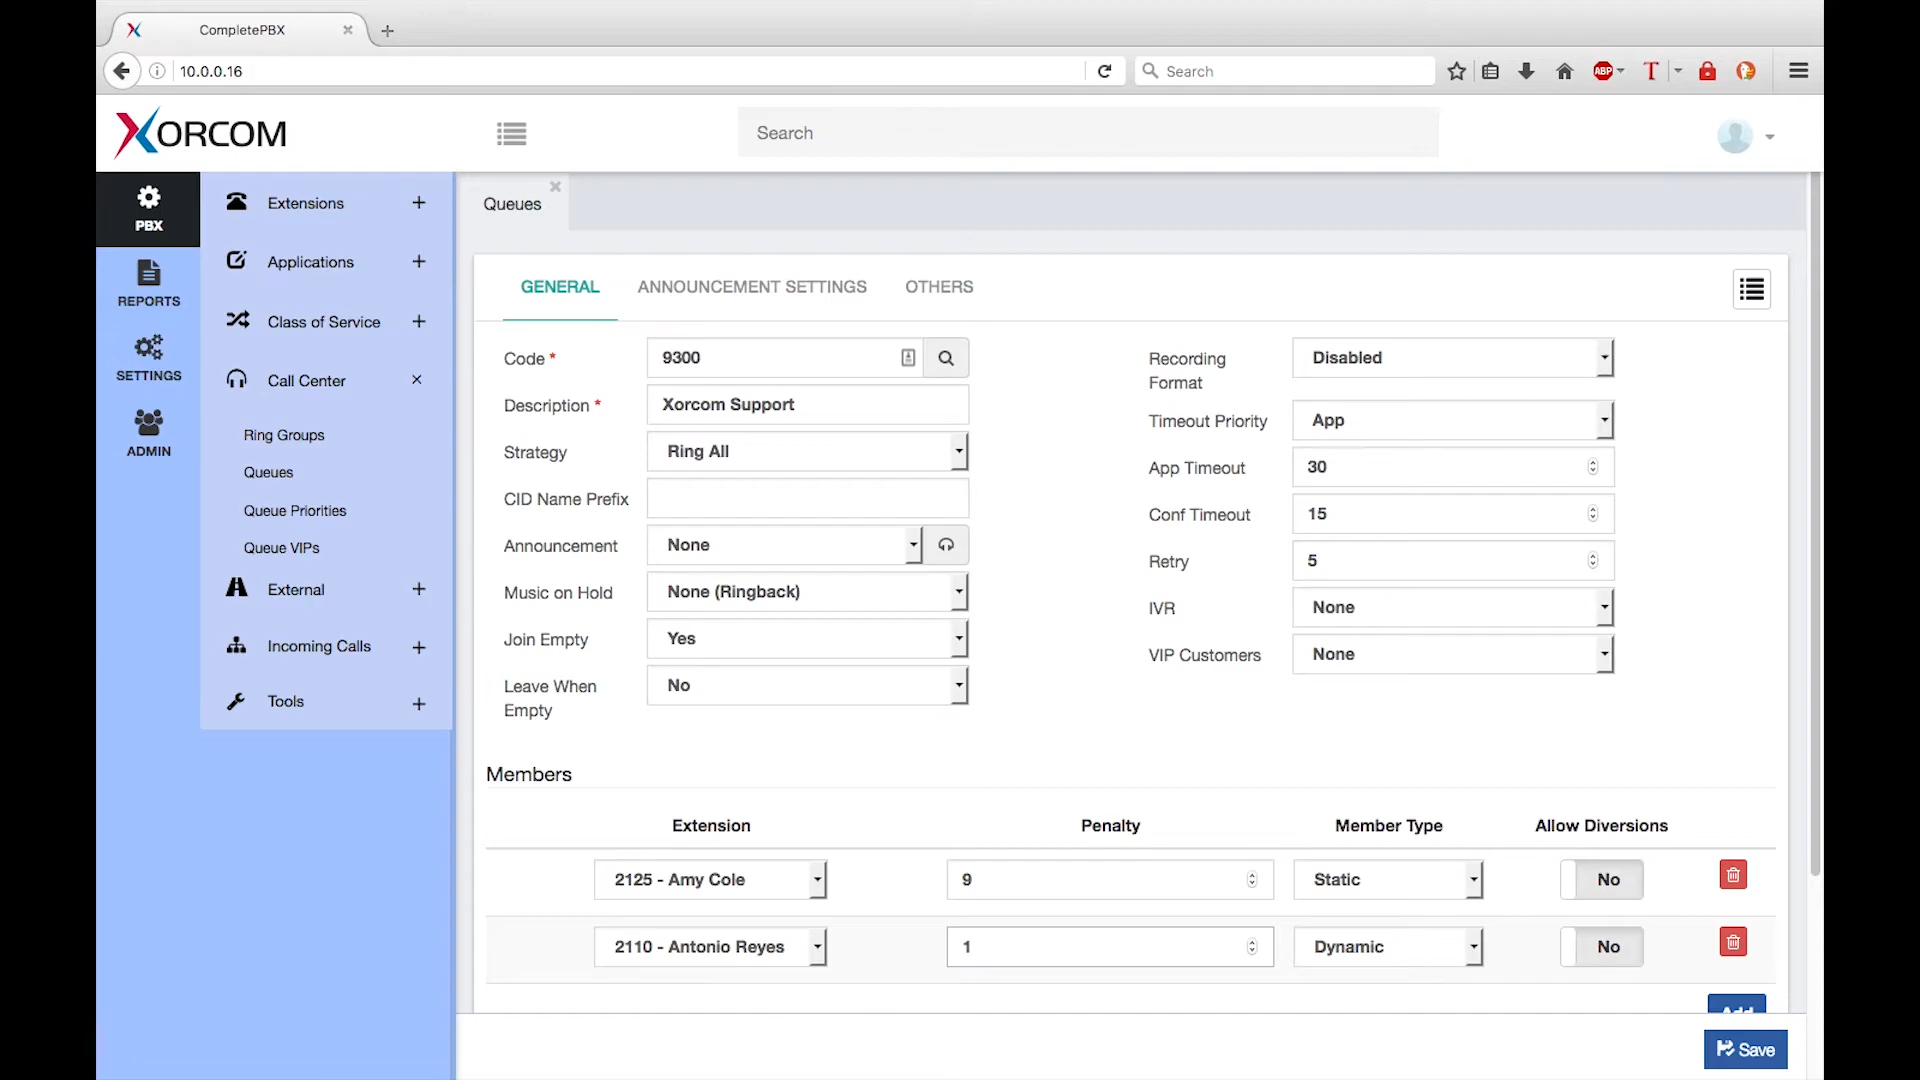 CompletePBX
10.0.0.16
Search
ABP
T
XORCOM
Search
PBX
REPORTS
SETTINGS
ADMIN
Extensions
Applications
Class of Service
Call Center
Ring Groups
Queues
Queue Priorities
Queue VIPs
External
Incoming Calls
Tools
Queues
GENERAL ANNOUNCEMENT SETTINGS OTHERS
Code * 9300
Description * Xorcom Support
Strategy Ring All
CID Name Prefix
Announcement None
Music on Hold None (Ringback)
Join Empty Yes
Leave When
Empty
No
Recording
Format
Disabled
Timeout Priority App
App Timeout 30
Conf Timeout 15
Retry 5
IVR None
VIP Customers None
Members
Extension Penalty Member Type Allow Diversions
2125 - Amy Cole 9 Static No
2110 - Antonio Reyes 1 Dynamic No
Add
Save